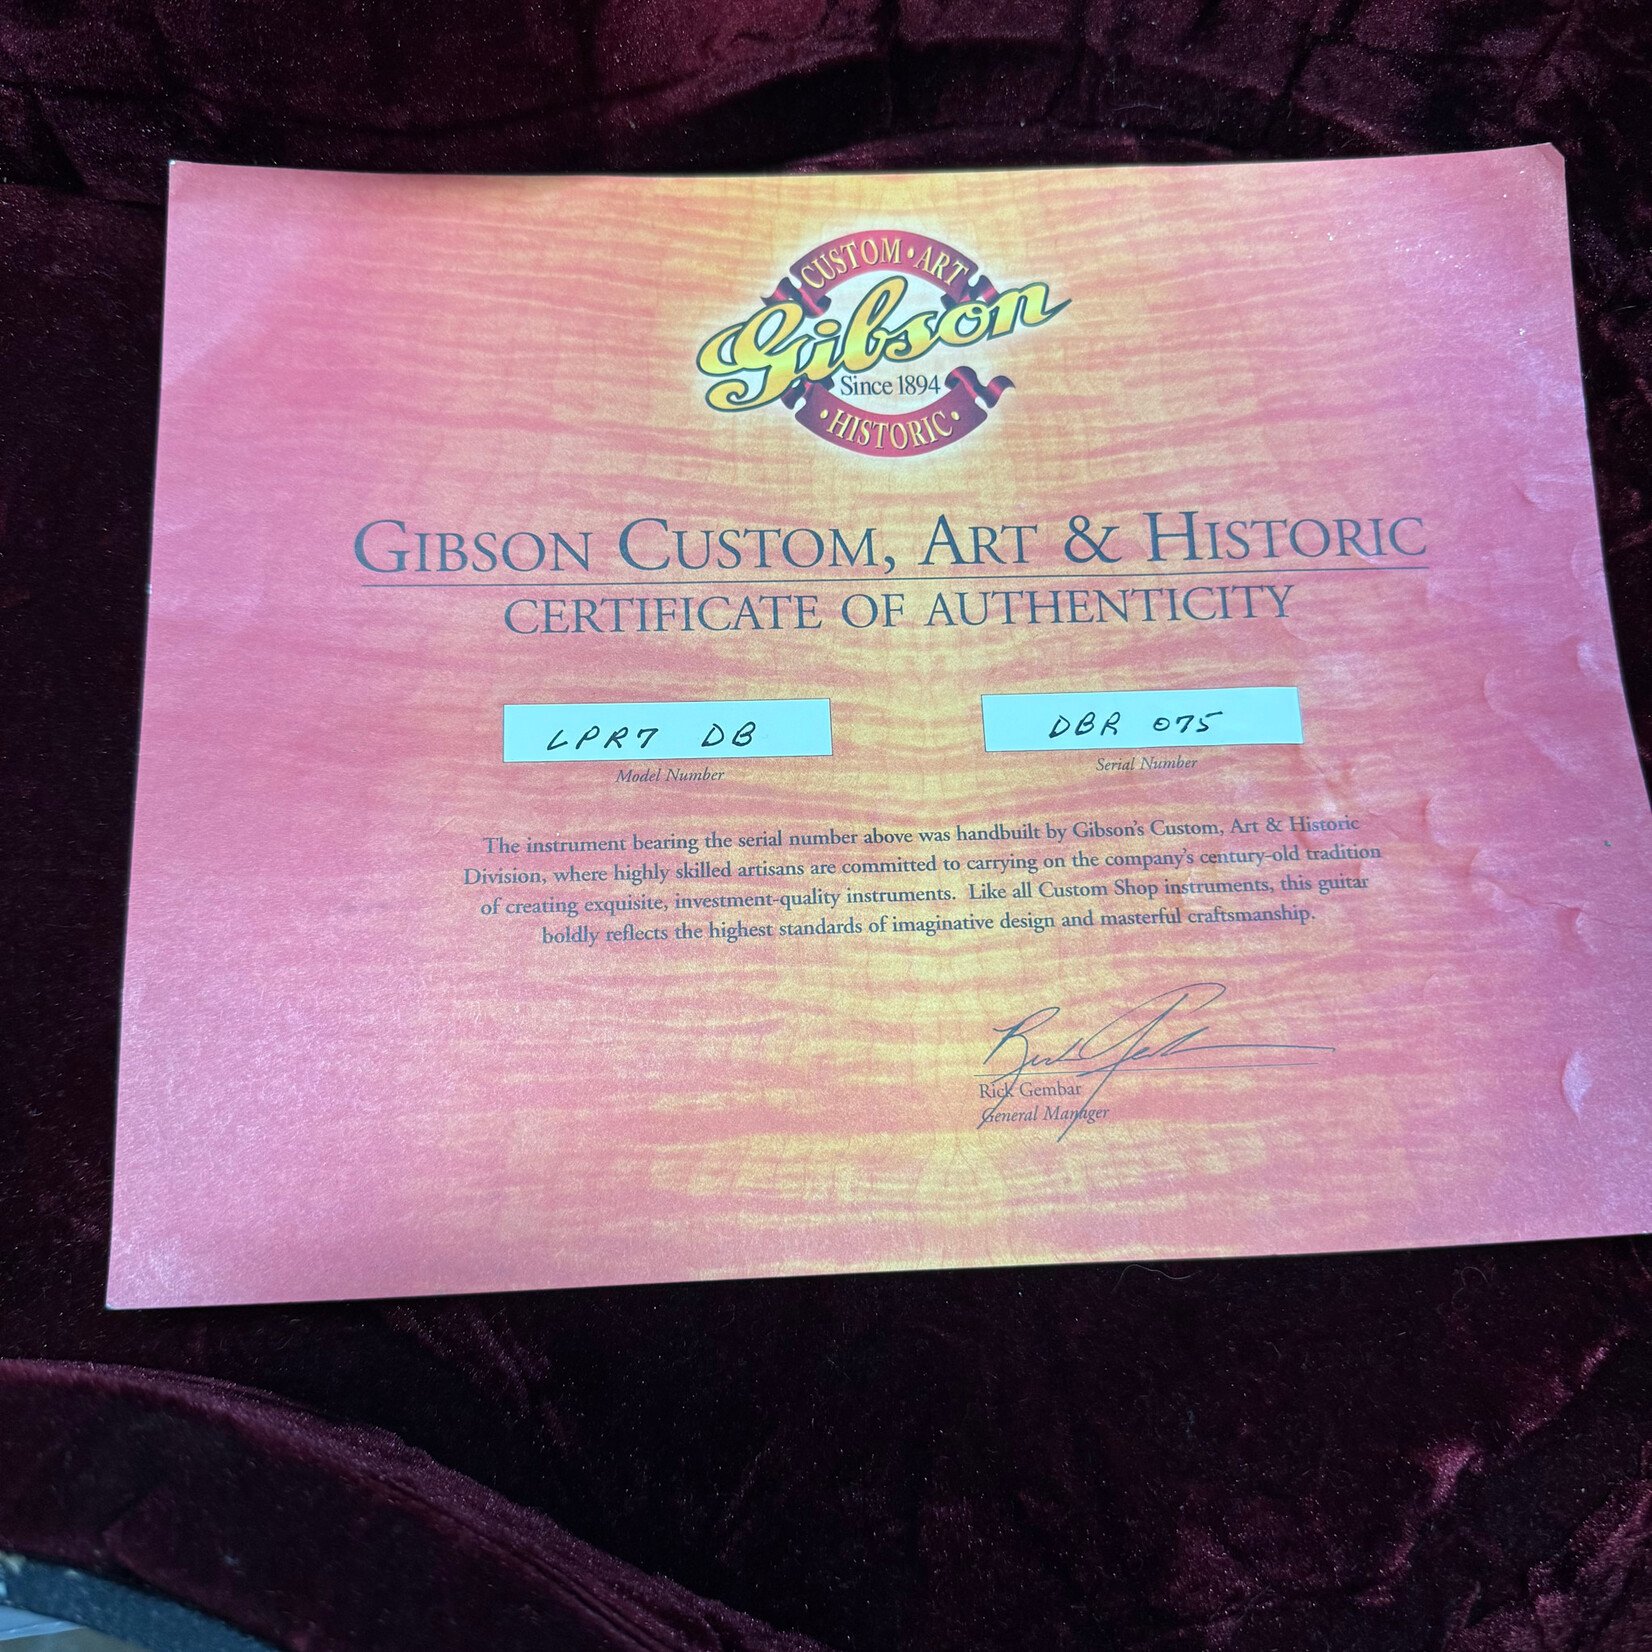 CUSTOM • ART
Gibson
Since 1894
• HISTORIC •
GIBSON CUSTOM, ART & HISTORIC
CERTIFICATE OF AUTHENTICITY
LPR7 DB
DBR 075
Model Number
Serial Number
The instrument bearing the serial number above was handbuilt by Gibson's Custom, Art & Historic
Division, where highly skilled artisans are committed to carrying on the company's century-old tradition
of creating exquisite, investment-quality instruments. Like all Custom Shop instruments, this guitar
boldly reflects the highest standards of imaginative design and masterful craftsmanship.
Rick Gembar
General Manager